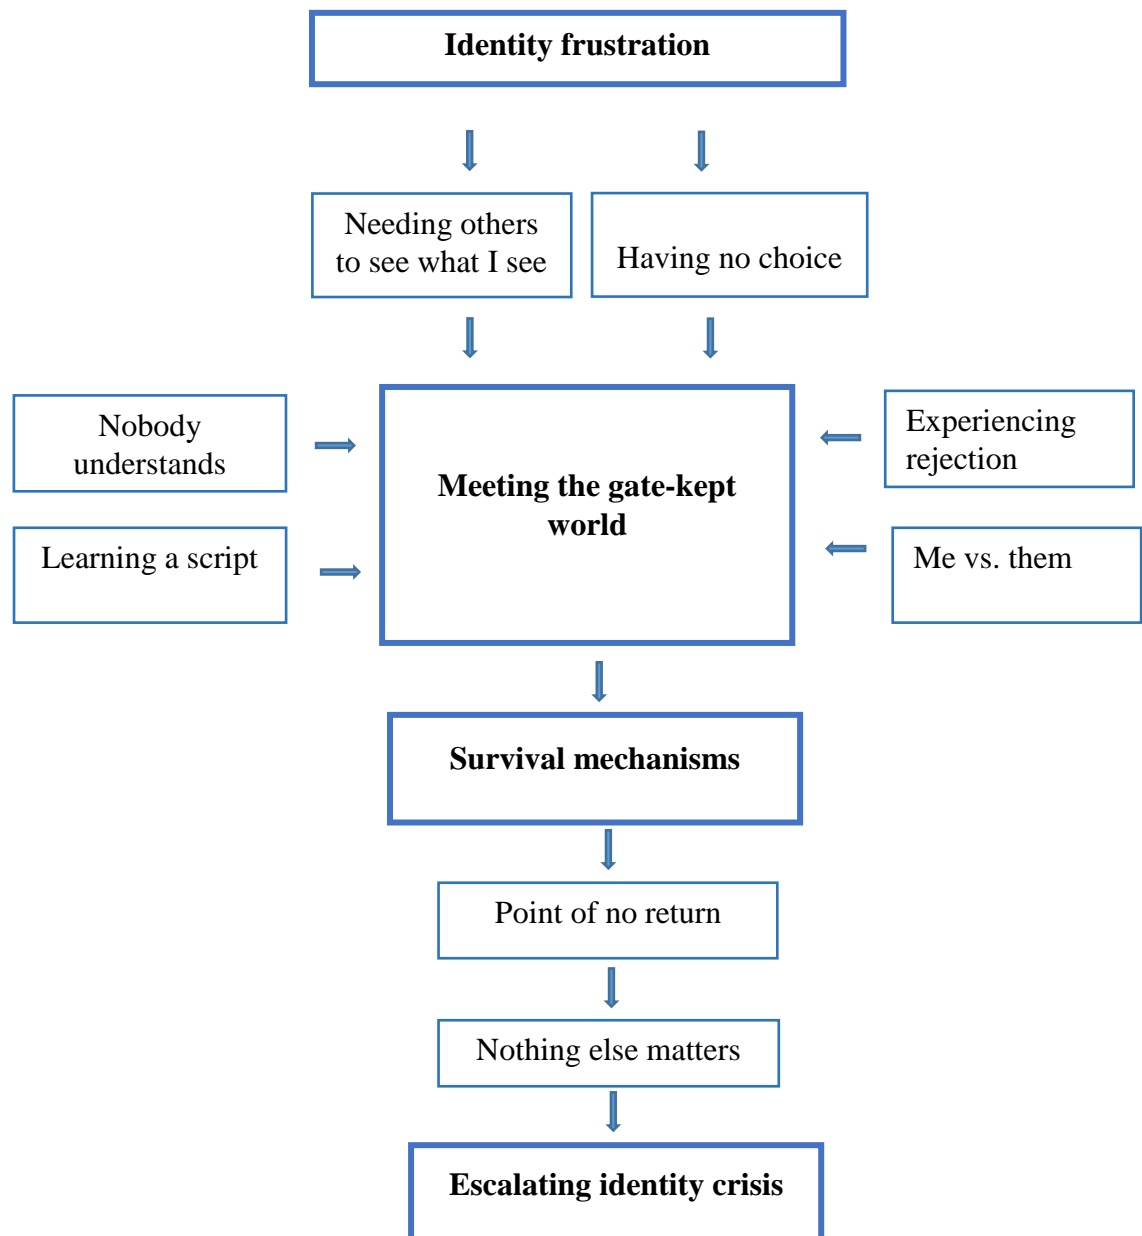 Identity frustration
Needing others
to see what I see
Having no choice
Nobody
understands
Experiencing
rejection
Meeting the gate-kept
world
Learning a script
Me vs. them
Survival mechanisms
Point of no return
Nothing else matters
Escalating identity crisis